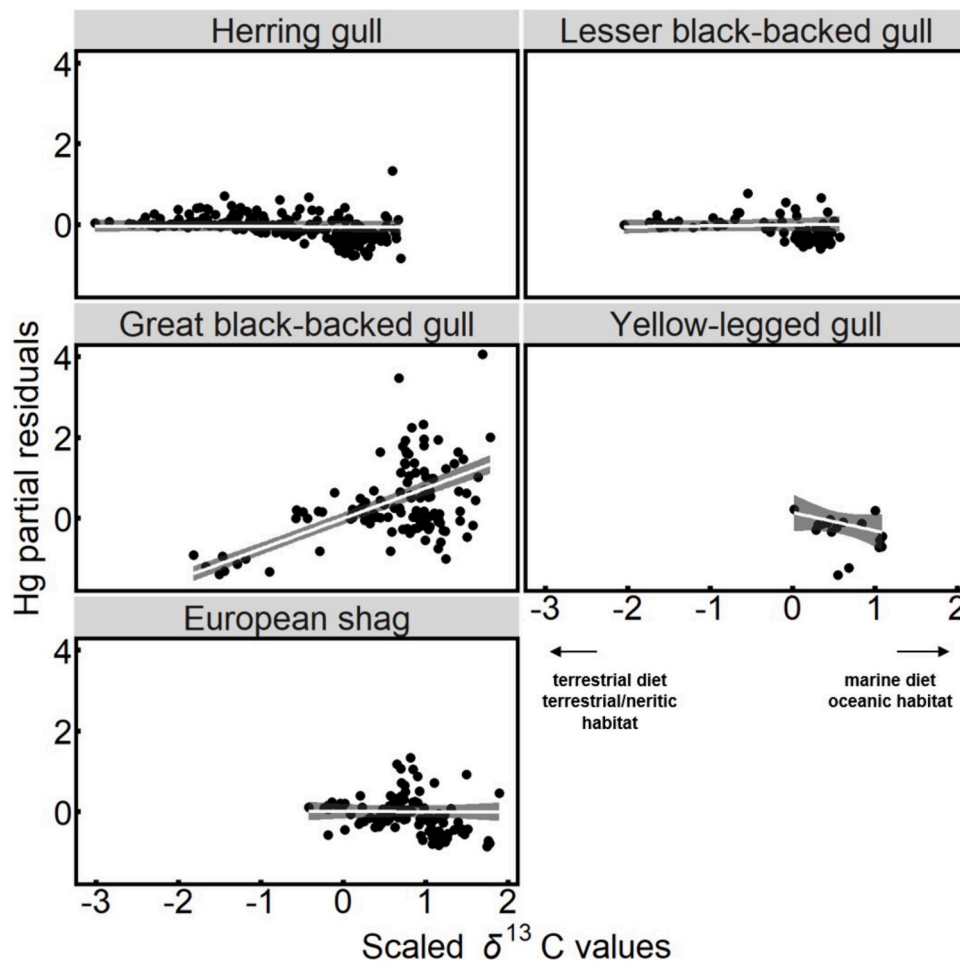 Herring gull
Lesser black-backed gull
4
2
0
Great black-backed gull
Yellow-legged gull
4
2
0
-3 -2 -1 0 1 2
terrestrial diet
terrestrial/neritic
habitat
marine diet
oceanic habitat
European shag
4
2
0
-3 -2 -1 0 1 2
Hg partial residuals
Scaled δ¹³ C values